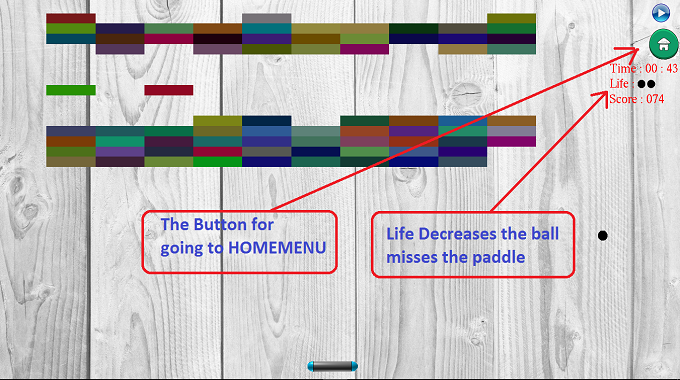 Time : 00 : 43
Life :
Score : 074
The Button for
going to HOMEMENU
Life Decreases the ball
misses the paddle